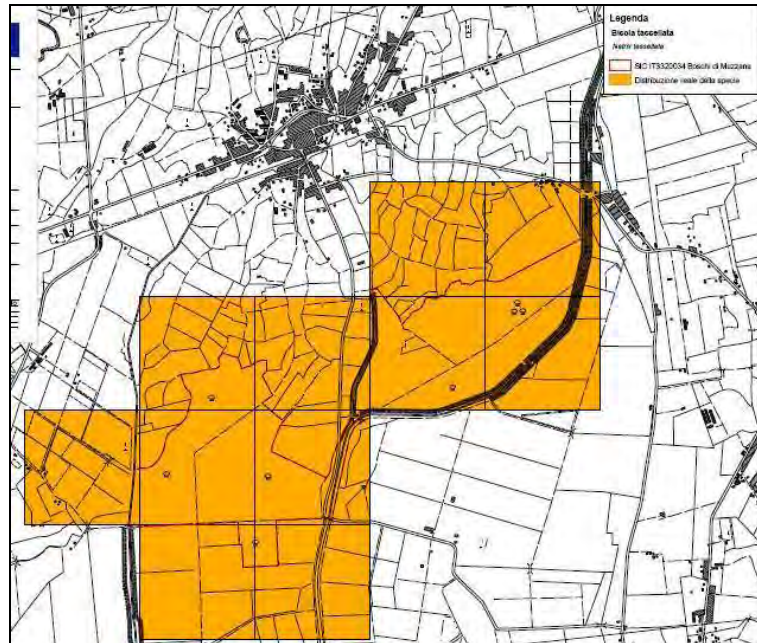 Legenda
Biscia tassellata
Natrix tessellata
SIC IT3320034 Boschi di Muzzana
Distribuzione reale della specie